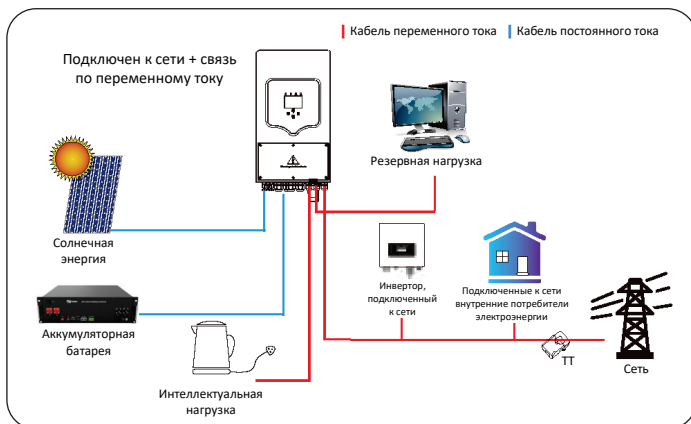 Кабель переменного тока
Кабель постоянного тока
Подключен к сети + связь
по переменному току
Резервная нагрузка
Солнечная
энергия
Инвертор,
подключенный
к сети
Подключенные к сети
внутренние потребители
электроэнергии
Аккумуляторная
батарея
ТТ
Сеть
Интеллектуальная
нагрузка